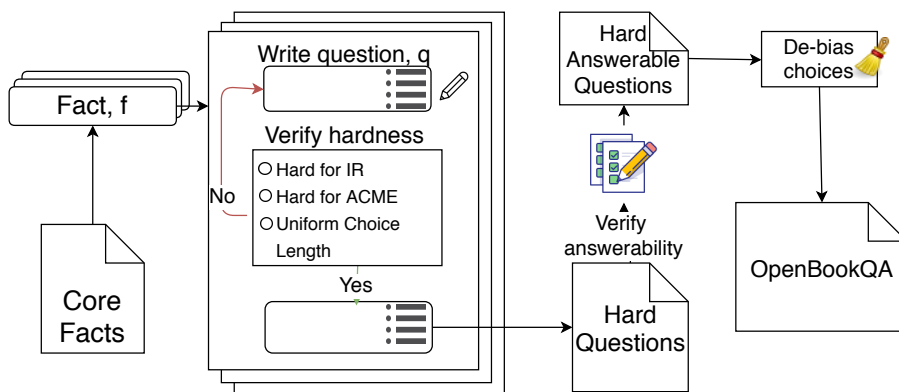 Core
Facts
Fact, f
Write question, q
Verify hardness
Hard for IR
Hard for ACME
Uniform Choice
Length
No
Yes
Hard
Questions
Verify
answerability
Hard
Answerable
Questions
De-bias
choices
OpenBookQA